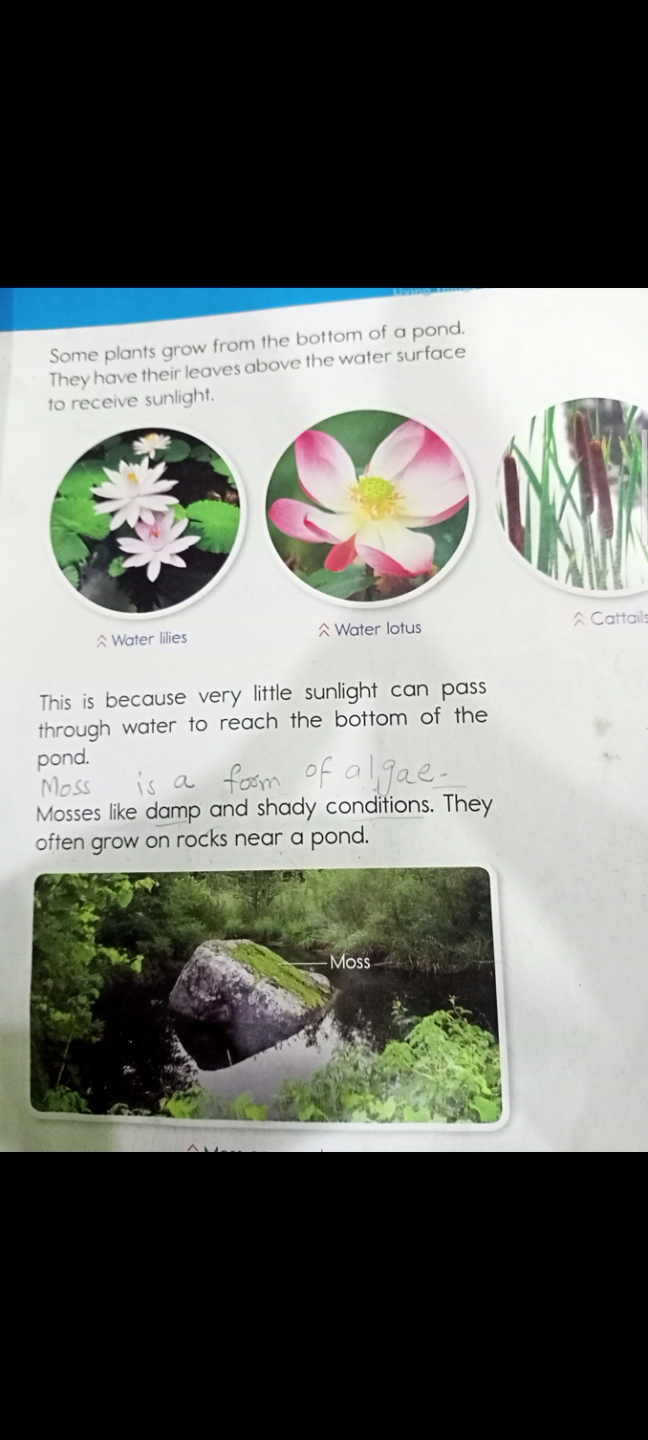 Some plants grow from the bottom of a pond.
They have their leaves above the water surface
to receive sunlight.
Water lilies
Water lotus
Cattails
This is because very little sunlight can pass
through water to reach the bottom of the
pond.
Moss is a form of algae.
Mosses like damp and shady conditions. They
often grow on rocks near a pond.
Moss